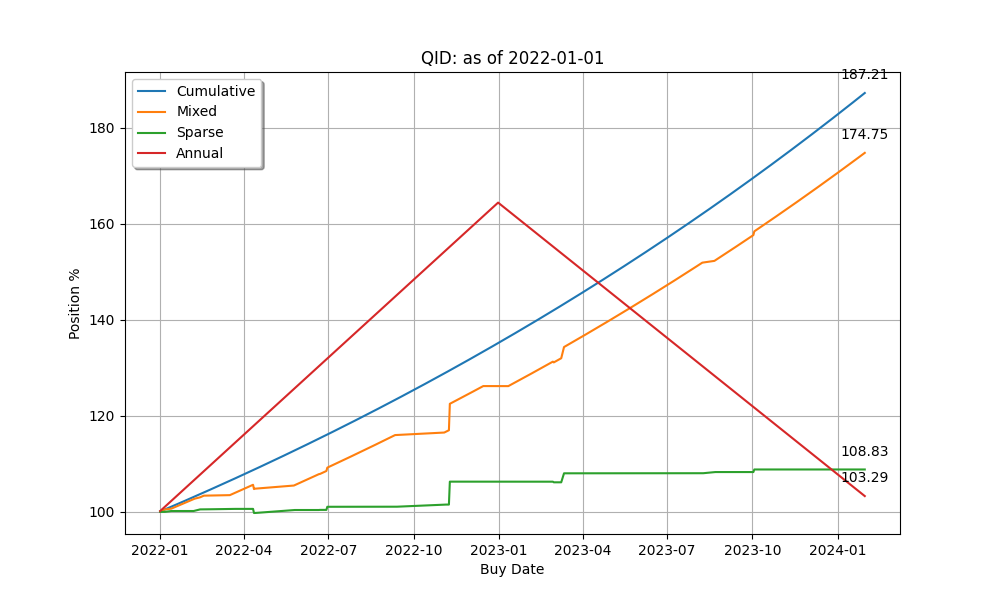 QID: as of 2022-01-01
187.21
Cumulative
Mixed
Sparse
Annual
174.75
108.83
103.29
180
160
140
120
100
Position %
2022-01 2022-04 2022-07 2022-10 2023-01 2023-04 2023-07 2023-10 2024-01
Buy Date